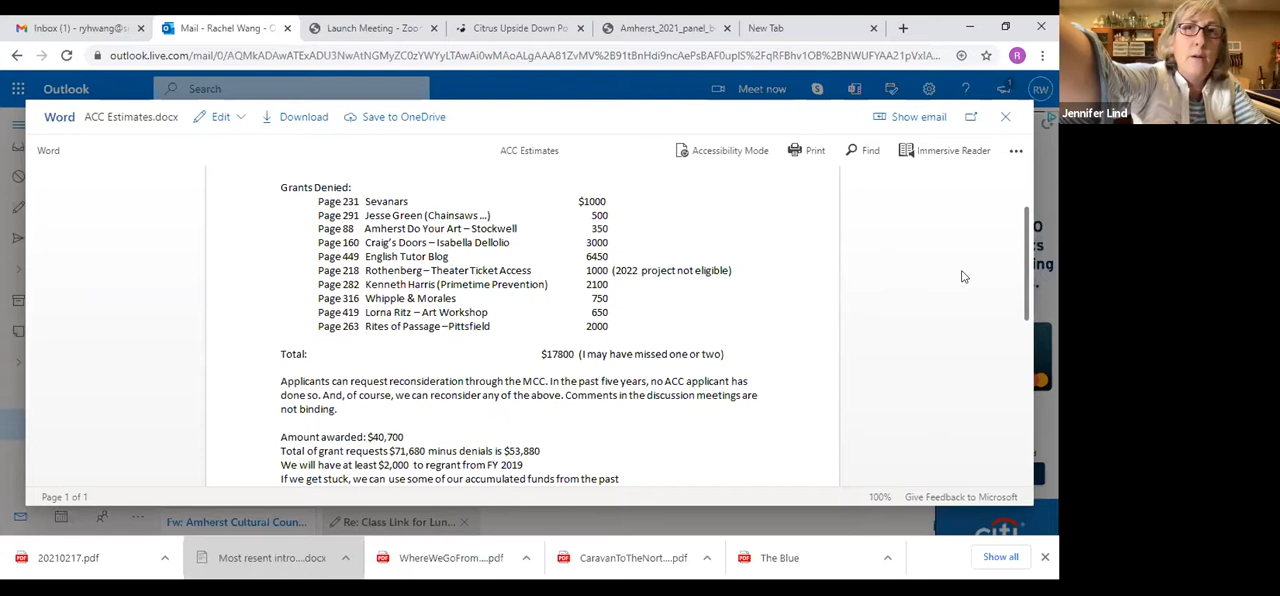 Inbox (1) - ryhwang@s
Mail - Rachel Wang - C
Launch Meeting - Zoo
Citrus Upside Down Po
Amherst_2021_panel_b
New Tab
outlook.live.com/mail/0/
R
Outlook
Search
Meet now
1
RW
Jennifer Lind
Word ACC Estimates.docx Edit Download Save to OneDrive Show email
Word ACC Estimates Accessibility Mode Print Find Immersive Reader
Grants Denied:
Page 231 Sevanars $1000
Page 291 Jesse Green (Chainsaws ...) 500
Page 88 Amherst Do Your Art – Stockwell 350
Page 160 Craig's Doors – Isabella Dellolio 3000
Page 449 English Tutor Blog 6450
Page 218 Rothenberg – Theater Ticket Access 1000 (2022 project not eligible)
Page 282 Kenneth Harris (Primetime Prevention) 2100
Page 316 Whipple & Morales 750
Page 419 Lorna Ritz – Art Workshop 650
Page 263 Rites of Passage –Pittsfield 2000
Total: $17800 (I may have missed one or two)
Applicants can request reconsideration through the MCC. In the past five years, no ACC applicant has
done so. And, of course, we can reconsider any of the above. Comments in the discussion meetings are
not binding.
Amount awarded: $40,700
Total of grant requests $71,680 minus denials is $53,880
We will have at least $2,000 to regrant from FY 2019
If we get stuck, we can use some of our accumulated funds from the past
Page 1 of 1 100% Give Feedback to Microsoft
Fw: Amherst Cultural Coun...
Re: Class Link for Lun...
citi
20210217.pdf
Most recent intro....docx
WhereWeGoFrom....pdf
CaravanToTheNort....pdf
The Blue
Show all